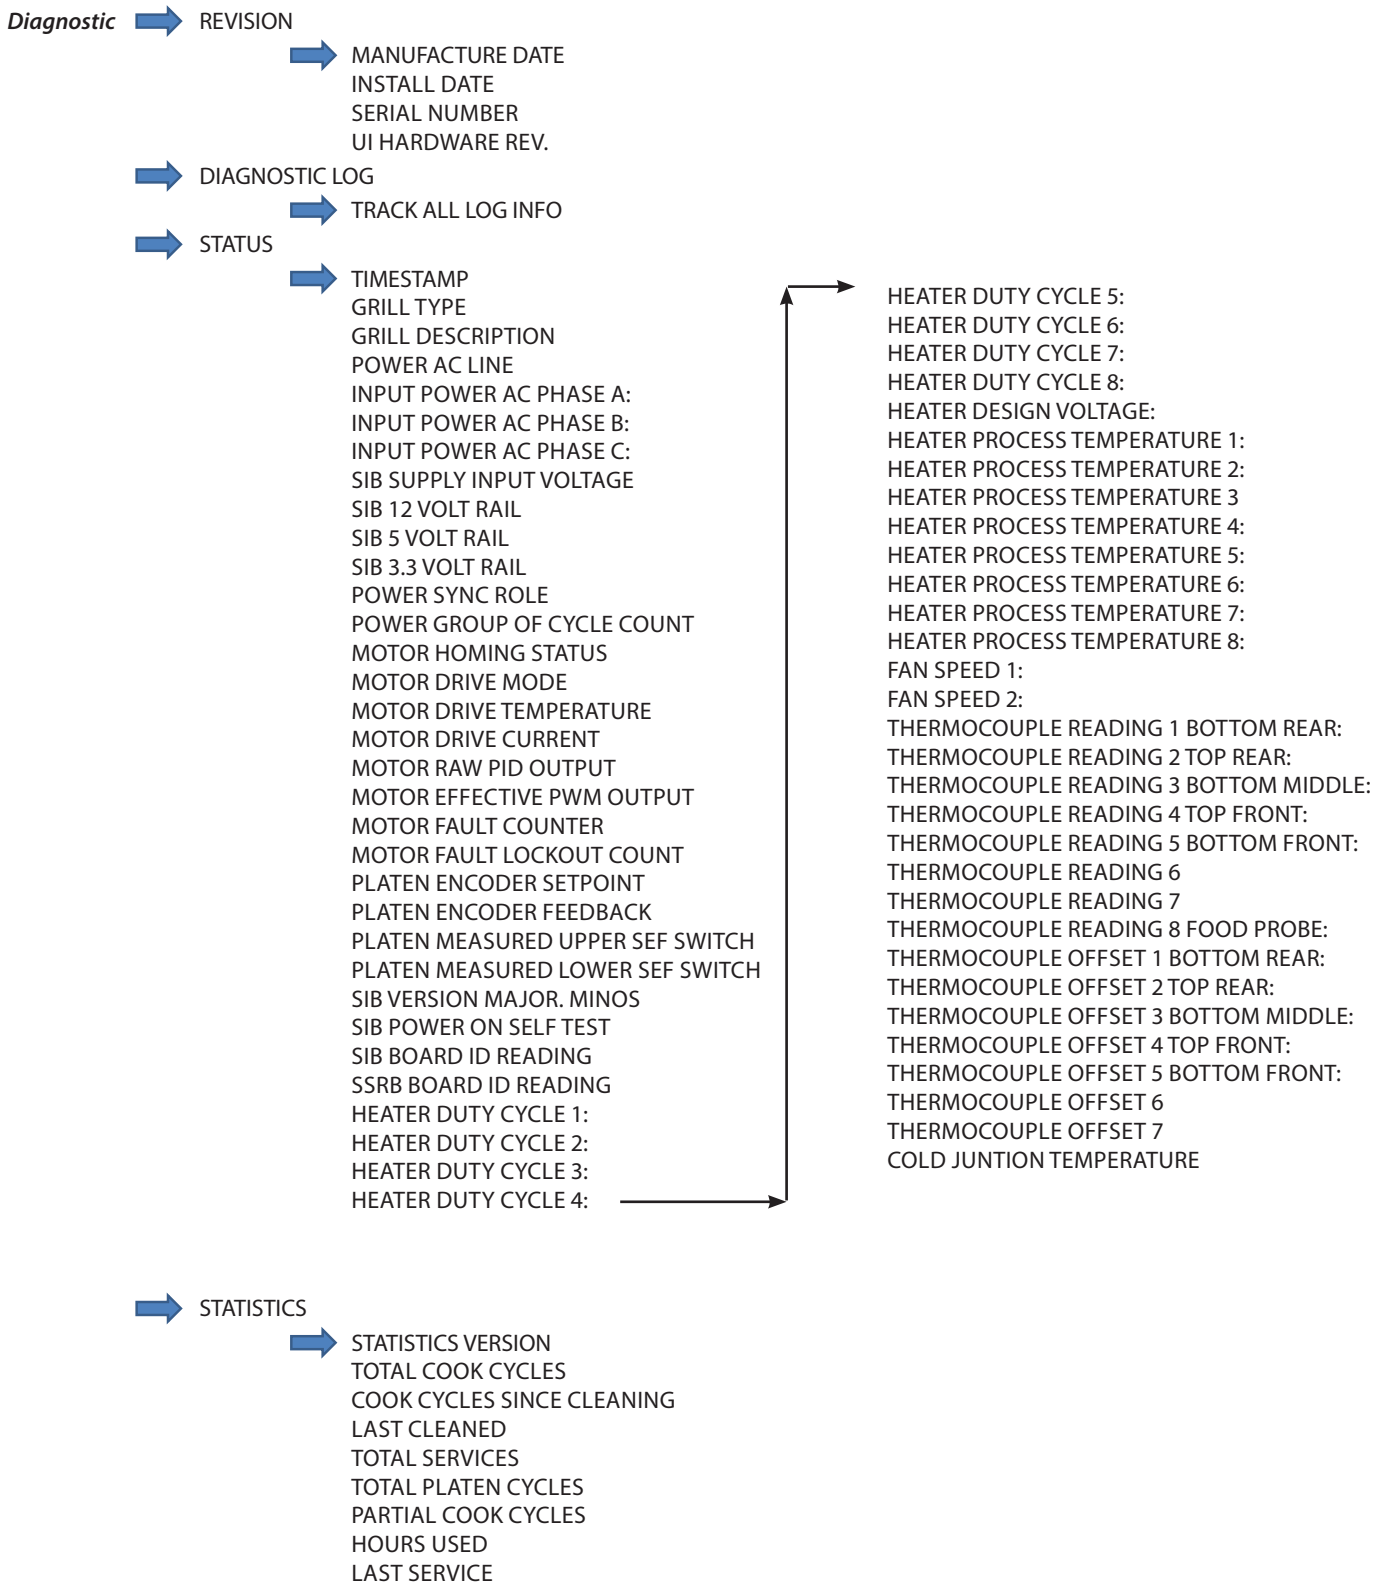 Diagnostic REVISION
MANUFACTURE DATE
INSTALL DATE
SERIAL NUMBER
UI HARDWARE REV.
DIAGNOSTIC LOG
TRACK ALL LOG INFO
STATUS
TIMESTAMP
GRILL TYPE
GRILL DESCRIPTION
POWER AC LINE
INPUT POWER AC PHASE A:
INPUT POWER AC PHASE B:
INPUT POWER AC PHASE C:
SIB SUPPLY INPUT VOLTAGE
SIB 12 VOLT RAIL
SIB 5 VOLT RAIL
SIB 3.3 VOLT RAIL
POWER SYNC ROLE
POWER GROUP OF CYCLE COUNT
MOTOR HOMING STATUS
MOTOR DRIVE MODE
MOTOR DRIVE TEMPERATURE
MOTOR DRIVE CURRENT
MOTOR RAW PID OUTPUT
MOTOR EFFECTIVE PWM OUTPUT
MOTOR FAULT COUNTER
MOTOR FAULT LOCKOUT COUNT
PLATEN ENCODER SETPOINT
PLATEN ENCODER FEEDBACK
PLATEN MEASURED UPPER SEF SWITCH
PLATEN MEASURED LOWER SEF SWITCH
SIB VERSION MAJOR. MINOS
SIB POWER ON SELF TEST
SIB BOARD ID READING
SSRB BOARD ID READING
HEATER DUTY CYCLE 1:
HEATER DUTY CYCLE 2:
HEATER DUTY CYCLE 3:
HEATER DUTY CYCLE 4:
HEATER DUTY CYCLE 5:
HEATER DUTY CYCLE 6:
HEATER DUTY CYCLE 7:
HEATER DUTY CYCLE 8:
HEATER DESIGN VOLTAGE:
HEATER PROCESS TEMPERATURE 1:
HEATER PROCESS TEMPERATURE 2:
HEATER PROCESS TEMPERATURE 3
HEATER PROCESS TEMPERATURE 4:
HEATER PROCESS TEMPERATURE 5:
HEATER PROCESS TEMPERATURE 6:
HEATER PROCESS TEMPERATURE 7:
HEATER PROCESS TEMPERATURE 8:
FAN SPEED 1:
FAN SPEED 2:
THERMOCOUPLE READING 1 BOTTOM REAR:
THERMOCOUPLE READING 2 TOP REAR:
THERMOCOUPLE READING 3 BOTTOM MIDDLE:
THERMOCOUPLE READING 4 TOP FRONT:
THERMOCOUPLE READING 5 BOTTOM FRONT:
THERMOCOUPLE READING 6
THERMOCOUPLE READING 7
THERMOCOUPLE READING 8 FOOD PROBE:
THERMOCOUPLE OFFSET 1 BOTTOM REAR:
THERMOCOUPLE OFFSET 2 TOP REAR:
THERMOCOUPLE OFFSET 3 BOTTOM MIDDLE:
THERMOCOUPLE OFFSET 4 TOP FRONT:
THERMOCOUPLE OFFSET 5 BOTTOM FRONT:
THERMOCOUPLE OFFSET 6
THERMOCOUPLE OFFSET 7
COLD JUNTION TEMPERATURE
STATISTICS
STATISTICS VERSION
TOTAL COOK CYCLES
COOK CYCLES SINCE CLEANING
LAST CLEANED
TOTAL SERVICES
TOTAL PLATEN CYCLES
PARTIAL COOK CYCLES
HOURS USED
LAST SERVICE